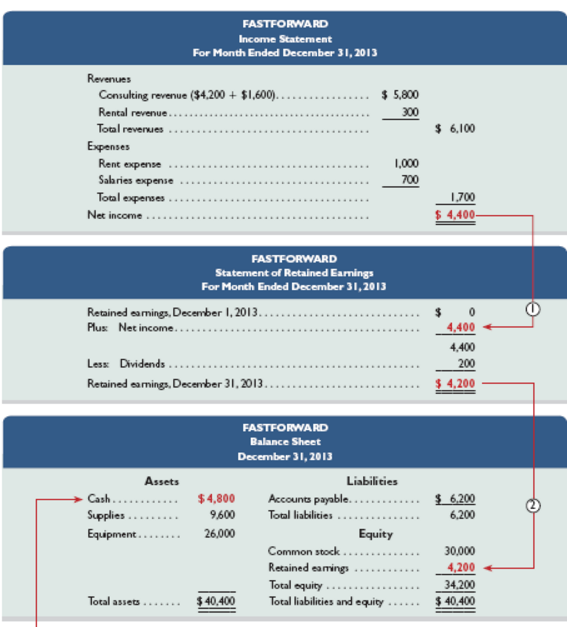 FASTFORWARD
Income Statement
For Month Ended December 31, 2013
Revenues
Consulting revenue ($4,200 + $1,600). . . . . . . . . . . . . . . . . $ 5,800
Rental revenue. . . . . . . . . . . . . . . . . . . . . . . . . . . . . . . . . . . . 300
Total revenues . . . . . . . . . . . . . . . . . . . . . . . . . . . . . . . . . . . . $ 6,100
Expenses
Rent expense . . . . . . . . . . . . . . . . . . . . . . . . . . . . . . . . . . . . 1,000
Salaries expense . . . . . . . . . . . . . . . . . . . . . . . . . . . . . . . . . . 700
Total expenses . . . . . . . . . . . . . . . . . . . . . . . . . . . . . . . . . . . . 1,700
Net income . . . . . . . . . . . . . . . . . . . . . . . . . . . . . . . . . . . . . . . $ 4,400
FASTFORWARD
Statement of Retained Earnings
For Month Ended December 31, 2013
Retained earnings, December 1, 2013. . . . . . . . . . . . . . . . . . . . . . . . . . . . $ 0
1
Plus: Net income. . . . . . . . . . . . . . . . . . . . . . . . . . . . . . . . . . . . . . . . . . 4,400
4,400
Less: Dividends . . . . . . . . . . . . . . . . . . . . . . . . . . . . . . . . . . . . . . . . . . . 200
Retained earnings, December 31, 2013. . . . . . . . . . . . . . . . . . . . . . . . . . . $ 4,200
FASTFORWARD
Balance Sheet
December 31, 2013
Assets Liabilities
Cash . . . . . . . . . . . . $ 4,800 Accounts payable. . . . . . . . . . . . . $ 6,200
2
Supplies . . . . . . . . . 9,600 Total liabilities . . . . . . . . . . . . . . . 6,200
Equipment. . . . . . . . 26,000 Equity
Common stock . . . . . . . . . . . . . . 30,000
Retained earnings . . . . . . . . . . . . 4,200
Total equity . . . . . . . . . . . . . . . . . 34,200
Total assets . . . . . . . $ 40,400 Total liabilities and equity . . . . . . $ 40,400